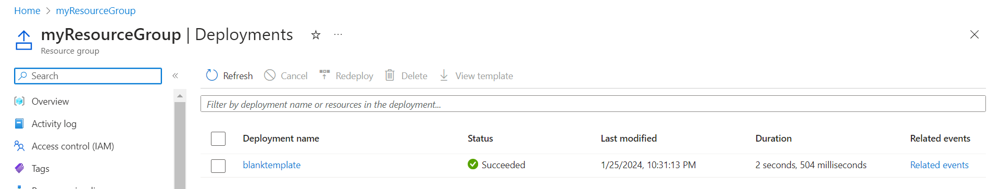 Home > myResourceGroup
myResourceGroup | Deployments ☆ ...
Resource group
Search «
Overview
Activity log
Access control (IAM)
Tags
Refresh Cancel Redeploy Delete View template
Filter by deployment name or resources in the deployment...
Deployment name Status Last modified Duration Related events
blanktemplate Succeeded 1/25/2024, 10:31:13 PM 2 seconds, 504 milliseconds Related events